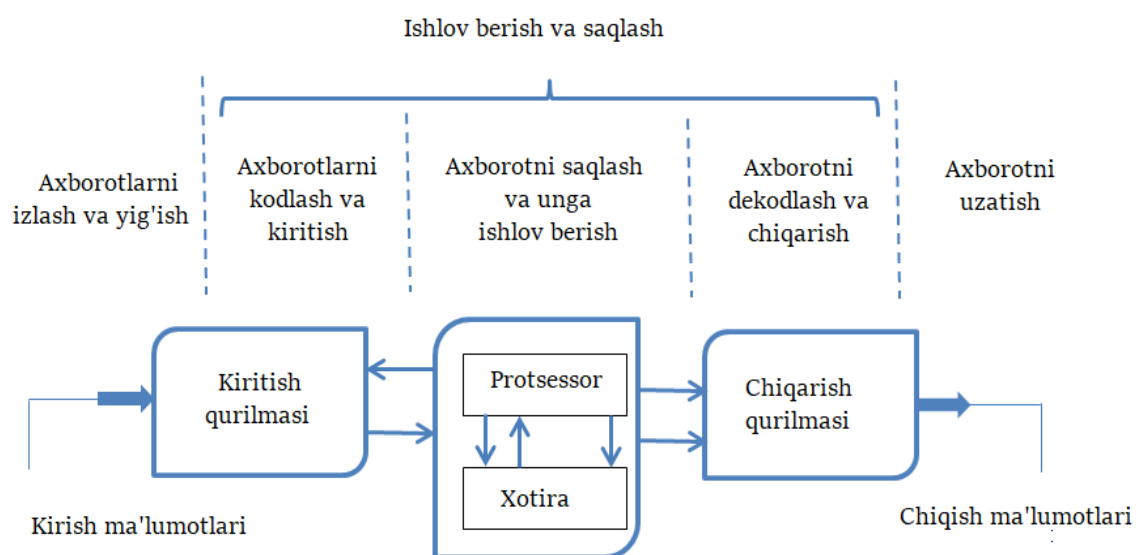 Ishlov berish va saqlash
Axborotlarni
izlash va yig'ish
Axborotlarni
kodlash va
kiritish
Axborotni saqlash
va unga
ishlov berish
Axborotni
dekodlash va
chiqarish
Axborotni
uzatish
Kiritish
qurilmasi
Protsessor
Xotira
Chiqarish
qurilmasi
Kirish ma'lumotlari
Chiqish ma'lumotlari